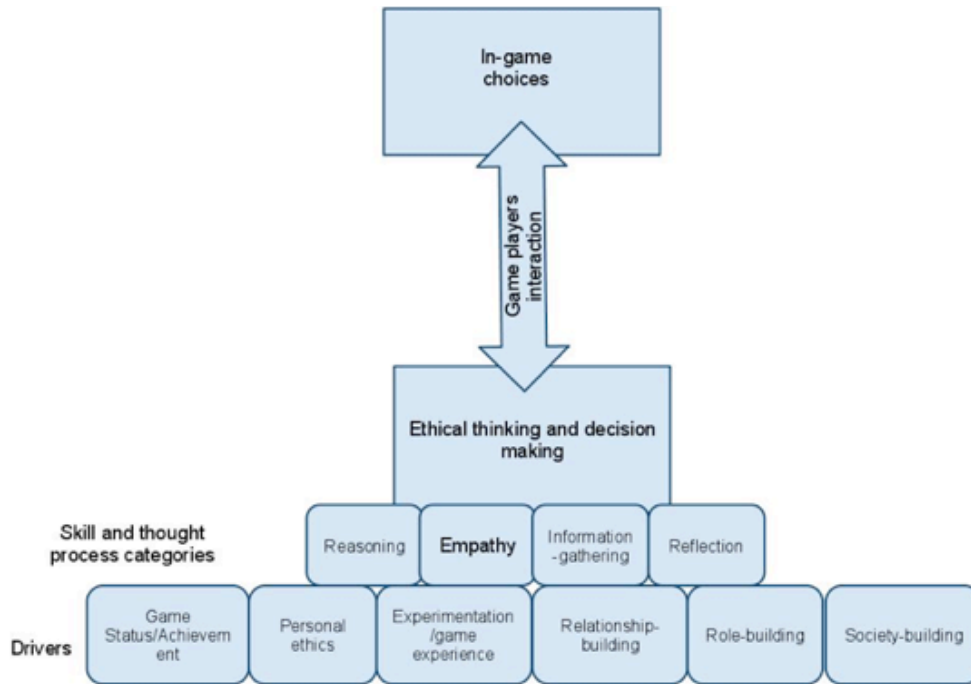 In-game
choices
Game players
interaction
Ethical thinking and decision
making
Skill and thought
process categories
Reasoning
Empathy
Information
-gathering
Reflection
Drivers
Game
Status/Achievem
ent
Personal
ethics
Experimentation
/game
experience
Relationship-
building
Role-building
Society-building